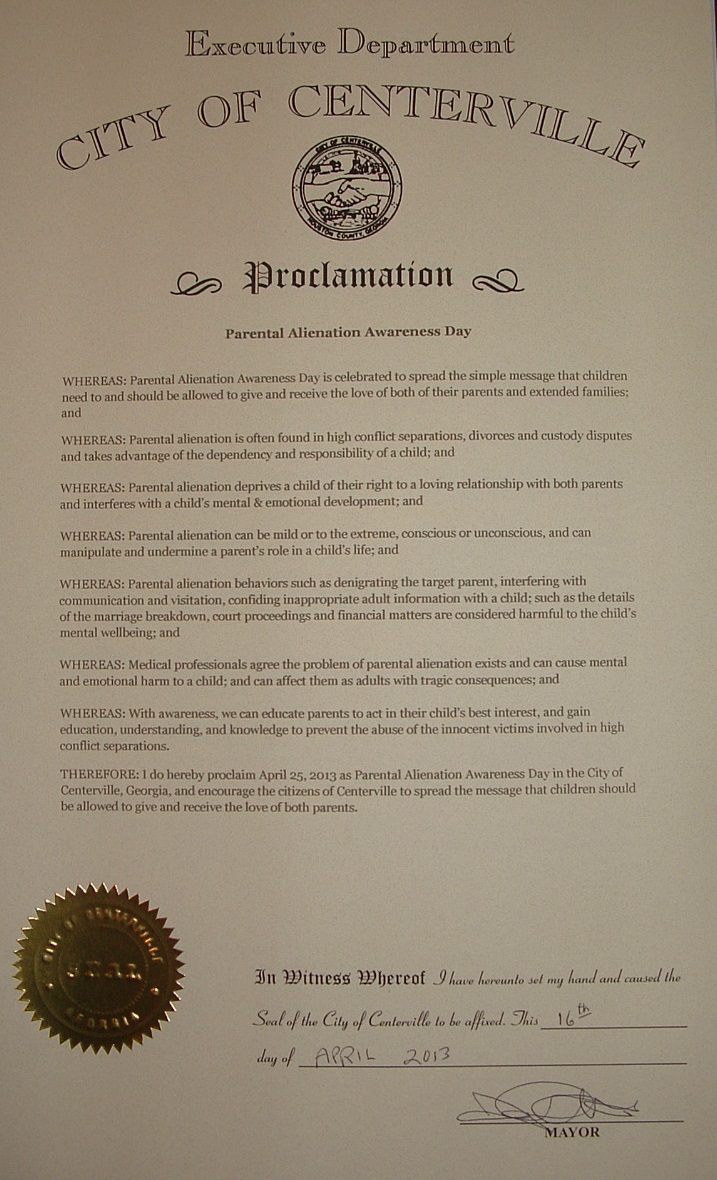 Executive Department
CITY OF CENTERVILLE
CITY OF CENTERVILLE
HOUSTON COUNTY, GEORGIA
Proclamation
Parental Alienation Awareness Day
WHEREAS: Parental Alienation Awareness Day is celebrated to spread the simple message that children
need to and should be allowed to give and receive the love of both of their parents and extended families;
and
WHEREAS: Parental alienation is often found in high conflict separations, divorces and custody disputes
and takes advantage of the dependency and responsibility of a child; and
WHEREAS: Parental alienation deprives a child of their right to a loving relationship with both parents
and interferes with a child's mental & emotional development; and
WHEREAS: Parental alienation can be mild or to the extreme, conscious or unconscious, and can
manipulate and undermine a parent's role in a child's life; and
WHEREAS: Parental alienation behaviors such as denigrating the target parent, interfering with
communication and visitation, confiding inappropriate adult information with a child; such as the details
of the marriage breakdown, court proceedings and financial matters are considered harmful to the child's
mental wellbeing; and
WHEREAS: Medical professionals agree the problem of parental alienation exists and can cause mental
and emotional harm to a child; and can affect them as adults with tragic consequences; and
WHEREAS: With awareness, we can educate parents to act in their child's best interest, and gain
education, understanding, and knowledge to prevent the abuse of the innocent victims involved in high
conflict separations.
THEREFORE: I do hereby proclaim April 25, 2013 as Parental Alienation Awareness Day in the City of
Centerville, Georgia, and encourage the citizens of Centerville to spread the message that children should
be allowed to give and receive the love of both parents.
CITY OF CENTERVILLE
SEAL
GEORGIA
In Witness Whereof I have hereunto set my hand and caused the
Seal of the City of Centerville to be affixed. This 16th
day of APRIL 2013
MAYOR